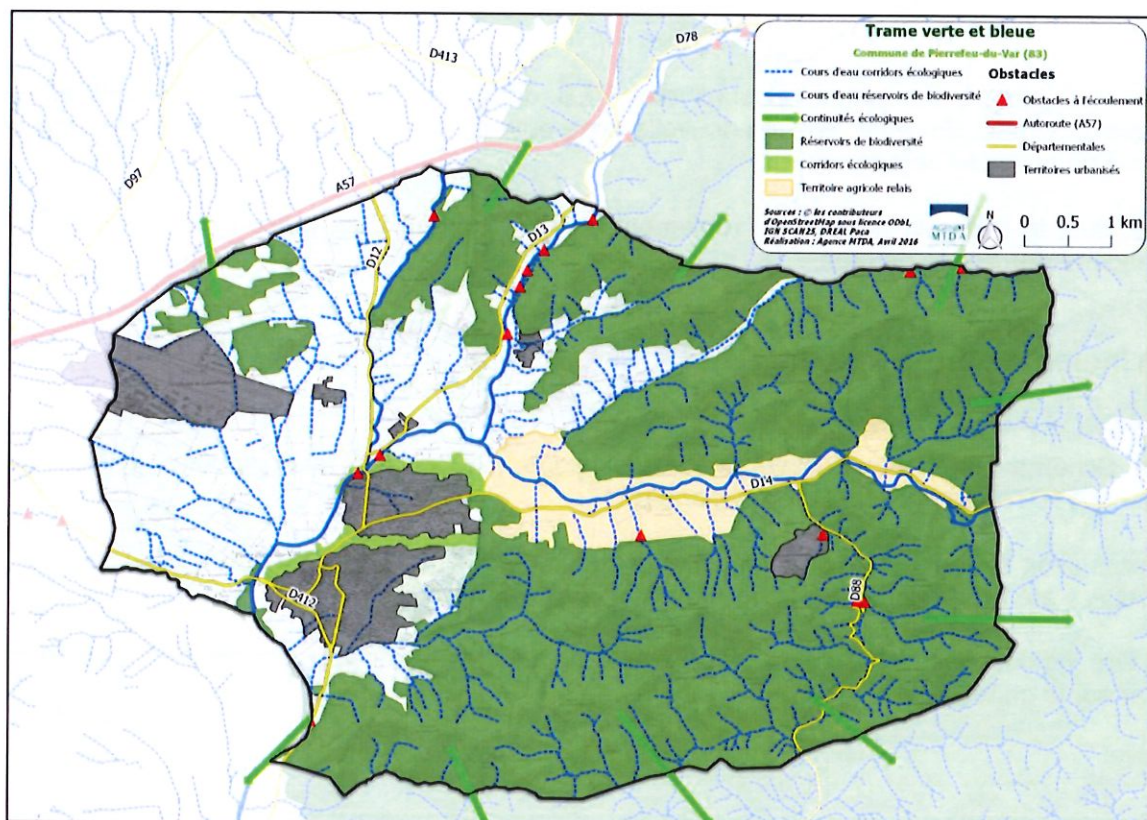 Trame verte et bleue
Commune de Pierrefeu-du-Var (83)
Cours d'eau corridors écologiques
Cours d'eau réservoirs de biodiversité
Continuités écologiques
Réservoirs de biodiversité
Corridors écologiques
Territoire agricole relais
Obstacles
Obstacles à l'écoulement
Autoroute (A57)
Départementales
Territoires urbanisés
Sources : © les contributeurs
d'OpenStreetMap sous licence ODbL,
IGN SCAN25, DREAL Paca
Réalisation : Agence MTDA, Avril 2016
AGENCE
MTDA
N
0 0.5 1 km
D78
D413
D97
A57
D12
D13
D14
D88
D412